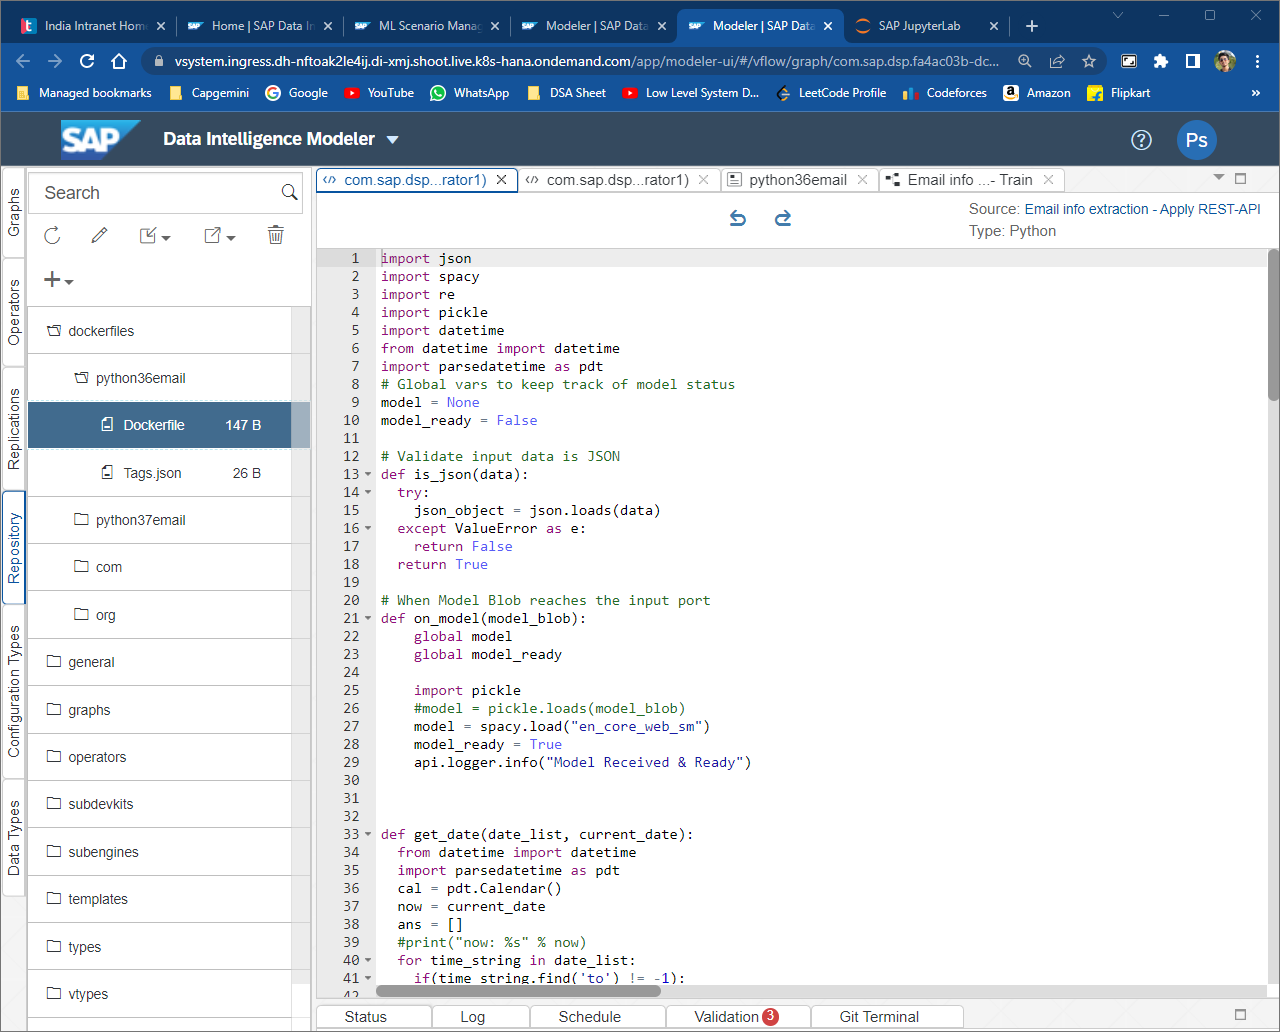 India Intranet Home
Home | SAP Data In
ML Scenario Manag
Modeler | SAP Data
Modeler | SAP Data
SAP JupyterLab
vsystem.ingress.dh-nftoak2le4ij.di-xmj.shoot.live.k8s-hana.ondemand.com/app/modeler-ui/#/vflow/graph/com.sap.dsp.fa4ac03b-dc...
Managed bookmarks
Capgemini
Google
YouTube
WhatsApp
DSA Sheet
Low Level System D...
LeetCode Profile
Codeforces
Amazon
Flipkart
»
SAP
Data Intelligence Modeler
Ps
Graphs
Operators
Replications
Repository
Configuration Types
Data Types
Search
dockerfiles
python36email
Dockerfile 147 B
Tags.json 26 B
python37email
com
org
general
graphs
operators
subdevkits
subengines
templates
types
vtypes
com.sap.dsp...rator1)
com.sap.dsp...rator1)
python36email
Email info ...- Train
Source: Email info extraction - Apply REST-API
Type: Python
1 import json
2 import spacy
3 import re
4 import pickle
5 import datetime
6 from datetime import datetime
7 import parsedatetime as pdt
8 # Global vars to keep track of model status
9 model = None
10 model_ready = False
11
12 # Validate input data is JSON
13 def is_json(data):
14 try:
15 json_object = json.loads(data)
16 except ValueError as e:
17 return False
18 return True
19
20 # When Model Blob reaches the input port
21 def on_model(model_blob):
22 global model
23 global model_ready
24
25 import pickle
26 #model = pickle.loads(model_blob)
27 model = spacy.load("en_core_web_sm")
28 model_ready = True
29 api.logger.info("Model Received & Ready")
30
31
32
33 def get_date(date_list, current_date):
34 from datetime import datetime
35 import parsedatetime as pdt
36 cal = pdt.Calendar()
37 now = current_date
38 ans = []
39 #print("now: %s" % now)
40 for time_string in date_list:
41 if(time_string.find('to') != -1):
42
Status
Log
Schedule
Validation 3
Git Terminal